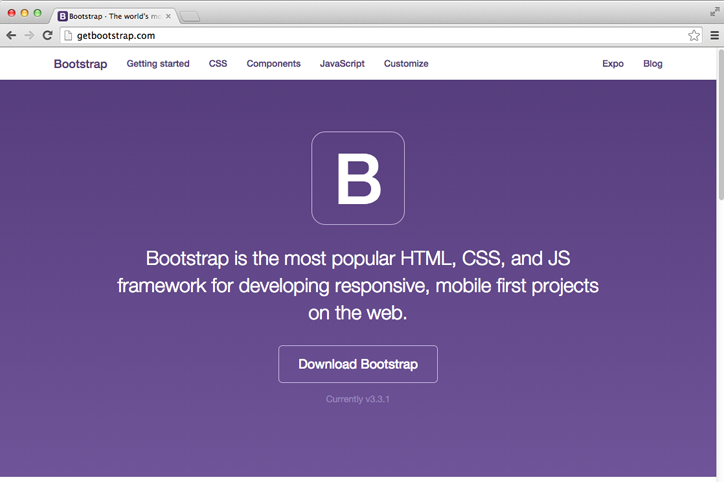 Bootstrap - The world's mo
getbootstrap.com
Bootstrap Getting started CSS Components JavaScript Customize Expo Blog
B
Bootstrap is the most popular HTML, CSS, and JS
framework for developing responsive, mobile first projects
on the web.
Download Bootstrap
Currently v3.3.1